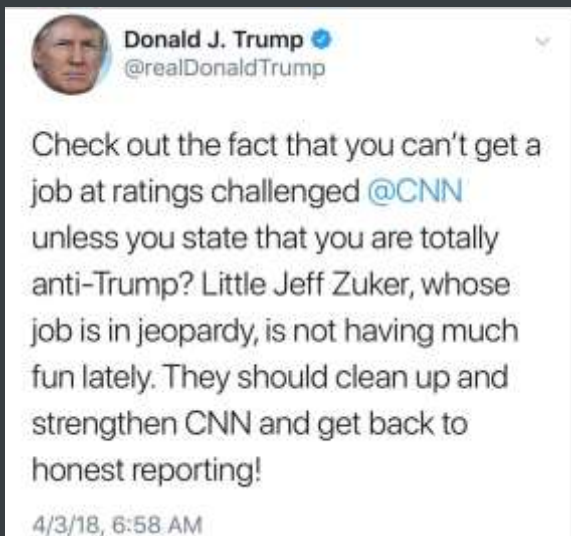 Donald J. Trump
@realDonaldTrump
Check out the fact that you can't get a
job at ratings challenged @CNN
unless you state that you are totally
anti-Trump? Little Jeff Zuker, whose
job is in jeopardy, is not having much
fun lately. They should clean up and
strengthen CNN and get back to
honest reporting!
4/3/18, 6:58 AM